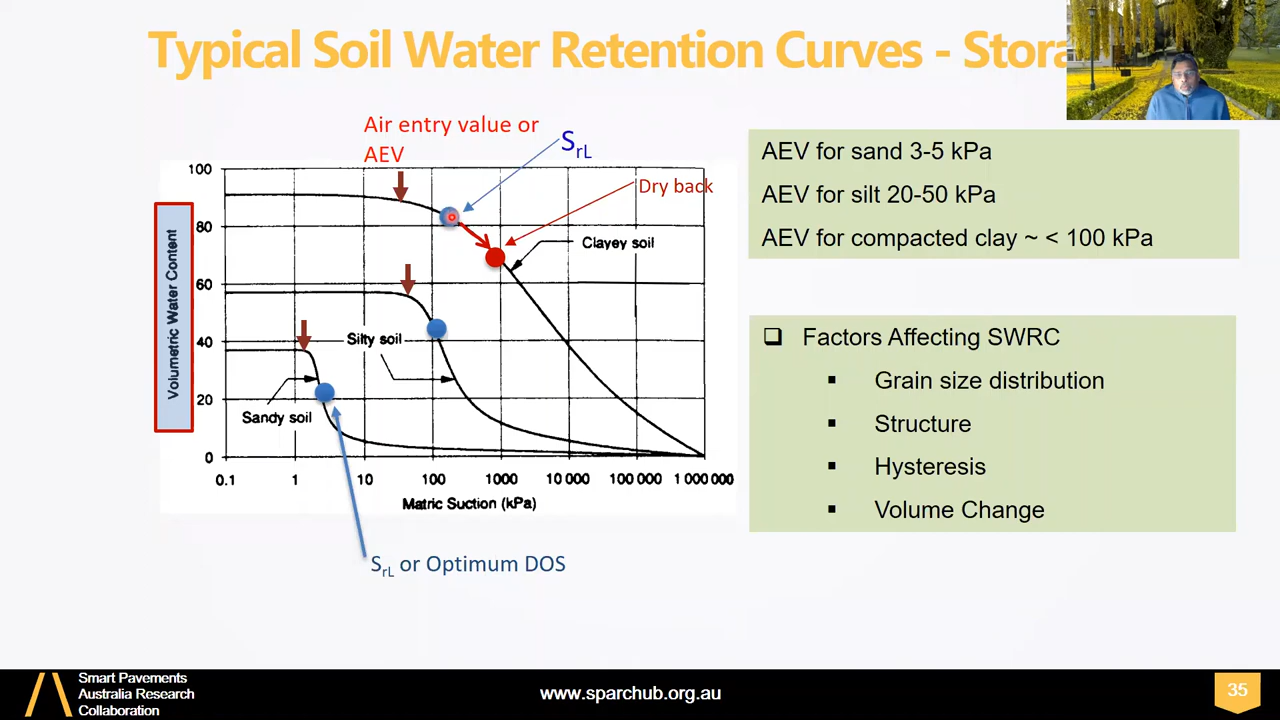 Typical Soil Water Retention Curves - Stora
Air entry value or
AEV
SrL
Dry back
100
80
60
40
20
0
Volumetric Water Content
Clayey soil
Silty soil
Sandy soil
0.1 1 10 100 1000 10 000 100 000 1 000 000
Matric Suction (kPa)
SrL or Optimum DOS
AEV for sand 3-5 kPa
AEV for silt 20-50 kPa
AEV for compacted clay ~ < 100 kPa
❑ Factors Affecting SWRC
▪ Grain size distribution
▪ Structure
▪ Hysteresis
▪ Volume Change
Smart Pavements
Australia Research
Collaboration
www.sparchub.org.au
35